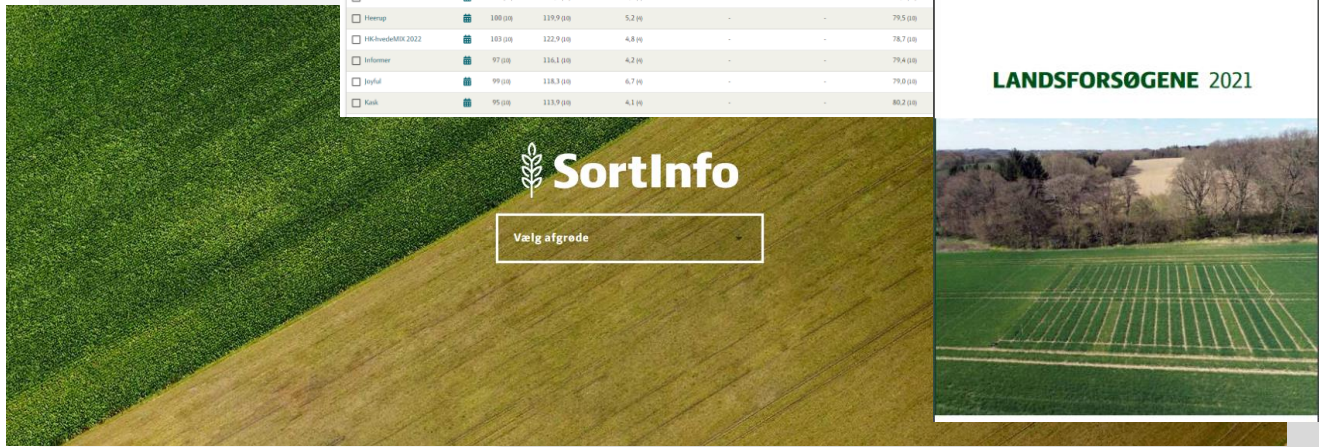 Heerup 100 (10) 119,9 (10) 5,2 (4) - - 79,5 (10)
HK-hvedeMIX 2022 103 (10) 122,9 (10) 4,8 (4) - - 78,7 (10)
Informer 97 (10) 116,1 (10) 4,2 (4) - - 79,4 (10)
Joyful 99 (10) 118,3 (10) 6,7 (4) - - 79,0 (10)
Kask 95 (10) 113,9 (10) 4,1 (4) - - 80,2 (10)
LANDSFORSØGENE 2021
SortInfo
Vælg afgrøde